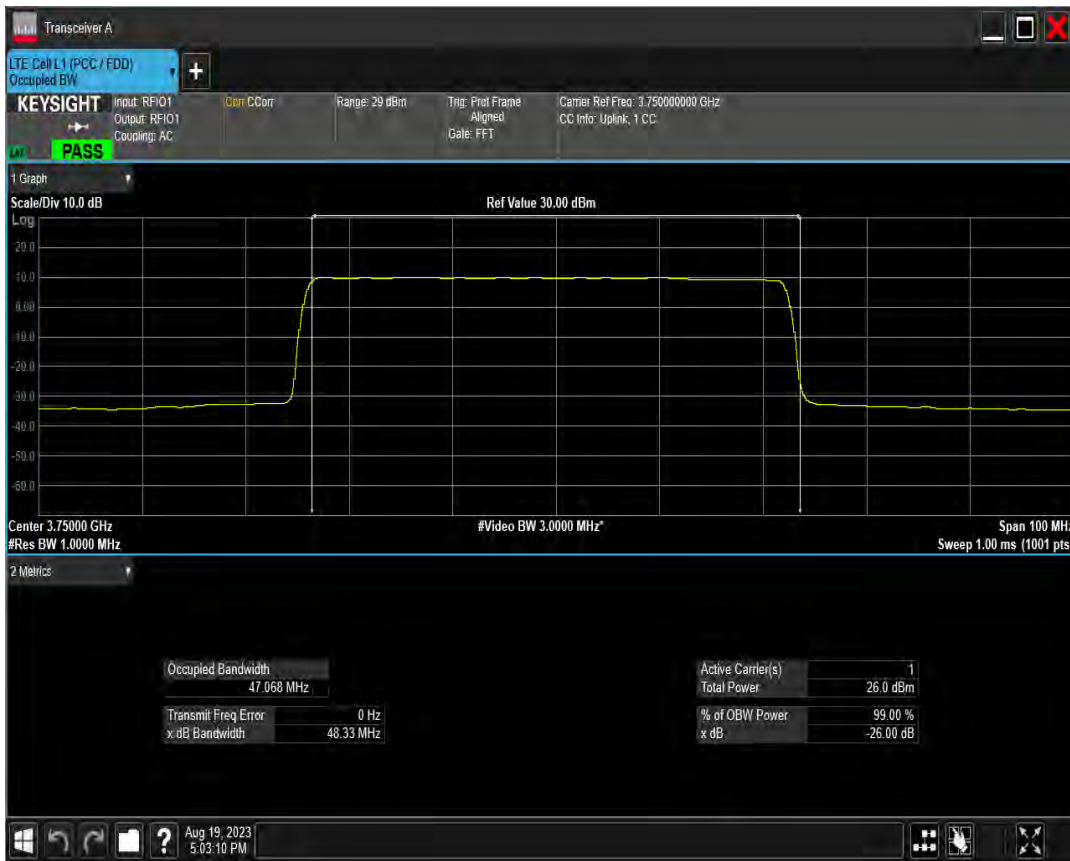 Transceiver A
LTE Cell L1 (PCC / FDD)
Occupied BW
KEYSIGHT
PASS
Input: RFIO1
Output: RFIO1
Coupling: AC
Corr CCorr
Range: 29 dBm
Trig: Prot Frame
Aligned
Gate: FFT
Carrier Ref Freq: 3.750000000 GHz
CC Info: Uplink, 1 CC
1 Graph
Scale/Div 10.0 dB
Ref Value 30.00 dBm
Log
20.0
10.0
0.00
-10.0
-20.0
-30.0
-40.0
-50.0
-60.0
Center 3.75000 GHz
#Video BW 3.0000 MHz*
Span 100 MHz
#Res BW 1.0000 MHz
Sweep 1.00 ms (1001 pts
2 Metrics
Occupied Bandwidth
47.068 MHz
Transmit Freq Error 0 Hz
x dB Bandwidth 48.33 MHz
Active Carrier(s) 1
Total Power 26.0 dBm
% of OBW Power 99.00 %
x dB -26.00 dB
Aug 19, 2023
5:03:10 PM